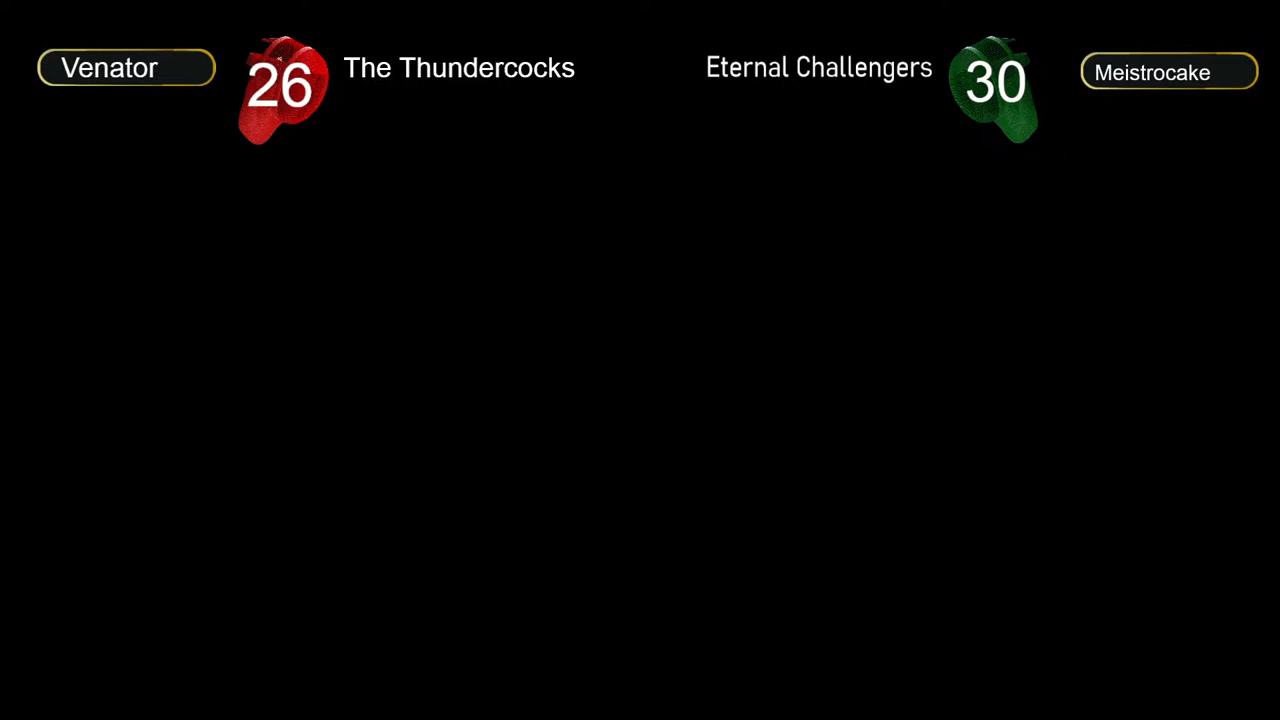 Venator
26
The Thundercocks
Eternal Challengers
30
Meistrocake